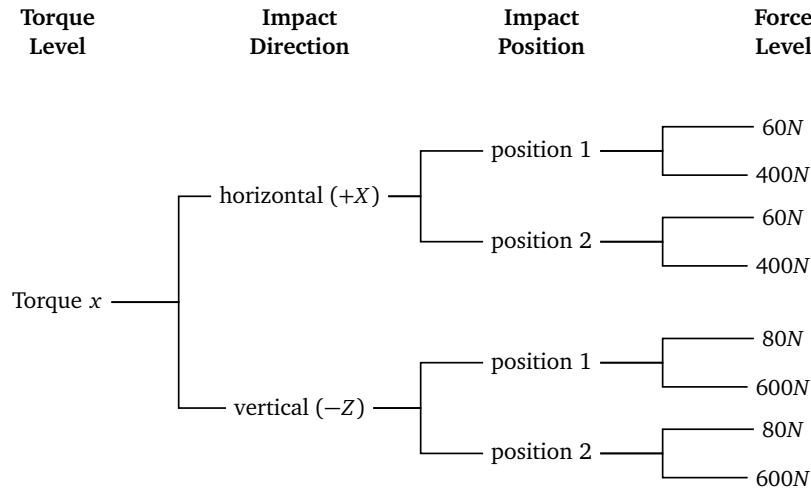 Torque Impact Impact Force
Level Direction Position Level
60N
position 1
400N
horizontal (+X)
60N
position 2
400N
Torque x
80N
position 1
600N
vertical (−Z)
80N
position 2
600N